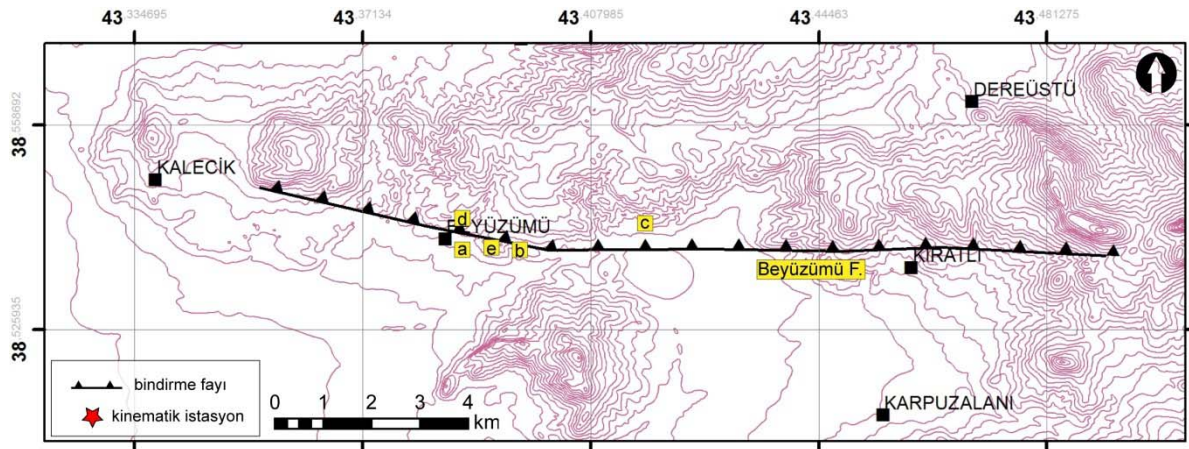 43.334695 43.37134 43.407985 43.44463 43.481275
DEREÜSTÜ
38.558692
KALECİK
d
BEYÜZÜMÜ
c
a e b
KIRATLI
Beyüzümü F.
38.525935
bindirme fayı
kinematik istasyon
0 1 2 3 4
km
KARPUZALANI